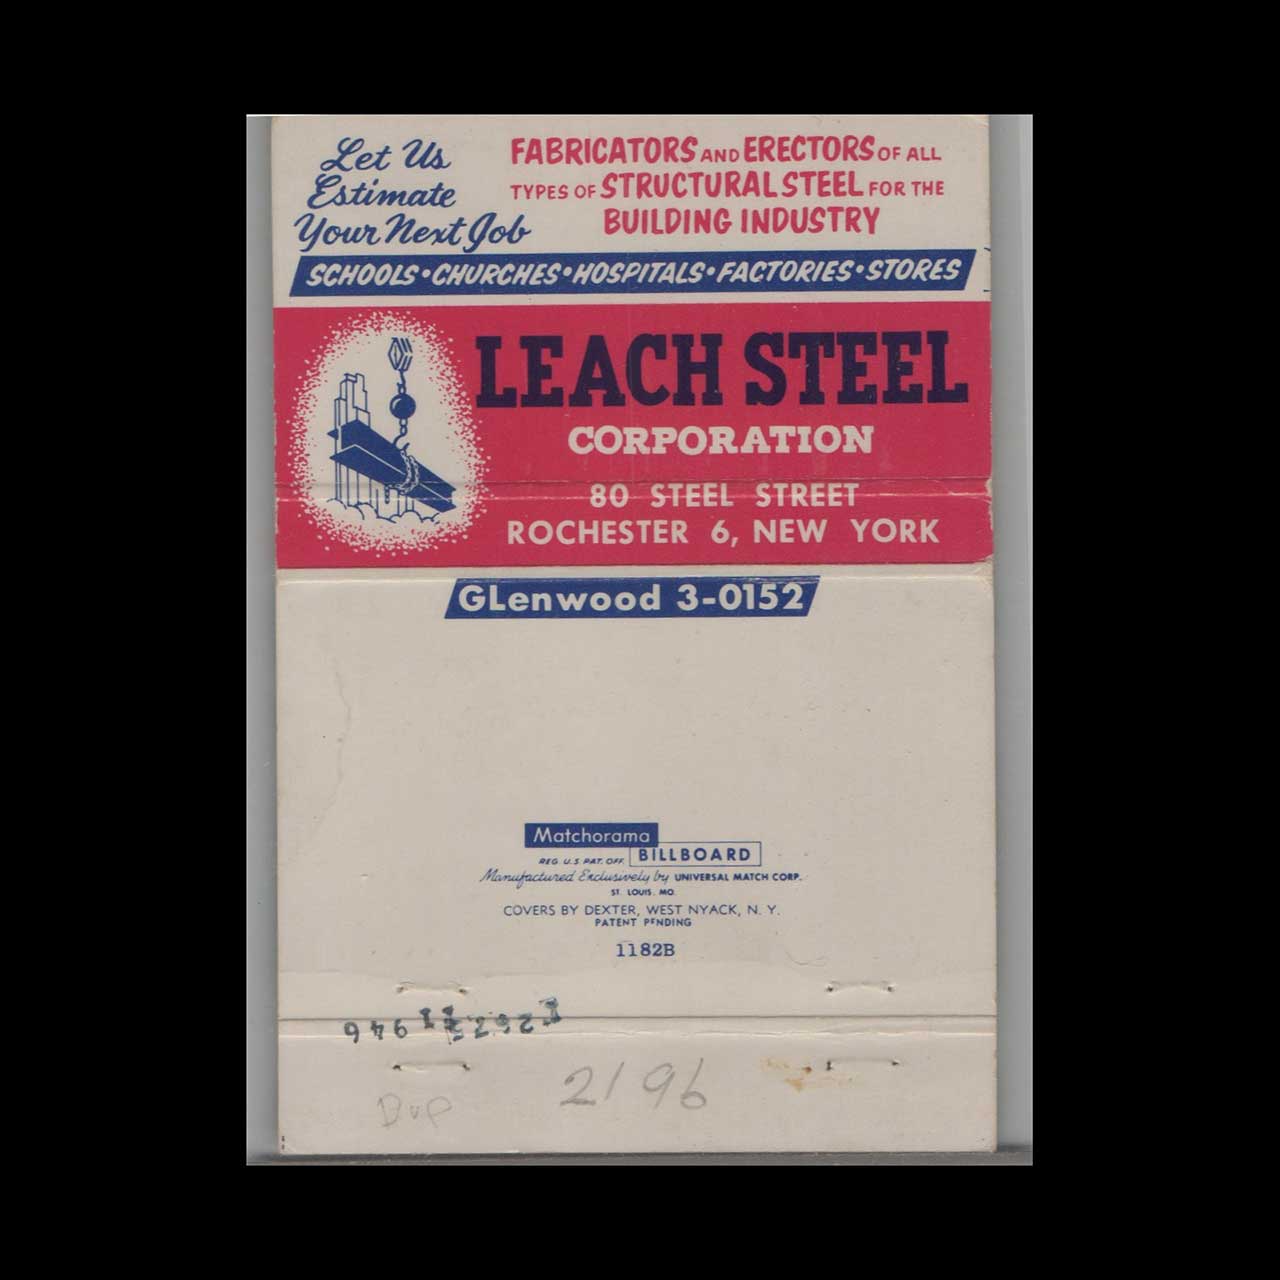 Let Us
Estimate
Your Next Job
FABRICATORS AND ERECTORS OF ALL
TYPES OF STRUCTURAL STEEL FOR THE
BUILDING INDUSTRY
SCHOOLS • CHURCHES • HOSPITALS • FACTORIES • STORES
LEACH STEEL
CORPORATION
80 STEEL STREET
ROCHESTER 6, NEW YORK
GLenwood 3-0152
Matchorama
REG. U.S. PAT. OFF. BILLBOARD
Manufactured Exclusively by UNIVERSAL MATCH CORP.
ST. LOUIS, MO.
COVERS BY DEXTER, WEST NYACK, N. Y.
PATENT PENDING
1182B
946
2196
Dup